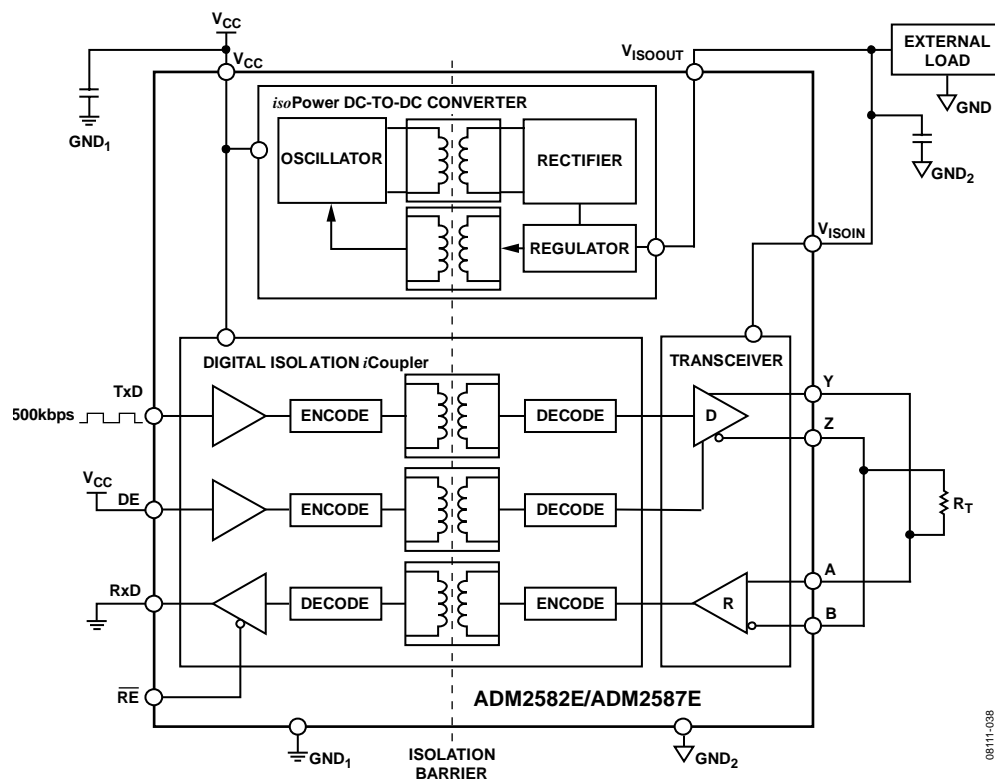 VCC
VCC
VISOOUT
EXTERNAL
LOAD
GND1
GND
isoPower DC-TO-DC CONVERTER
OSCILLATOR
RECTIFIER
GND2
REGULATOR
VISOIN
DIGITAL ISOLATION iCoupler
TRANSCEIVER
TxD
500kbps
ENCODE
DECODE
D
Y
Z
VCC
DE
ENCODE
DECODE
RT
RxD
DECODE
ENCODE
R
A
B
RE
ADM2582E/ADM2587E
GND1
ISOLATION
BARRIER
GND2
08111-038